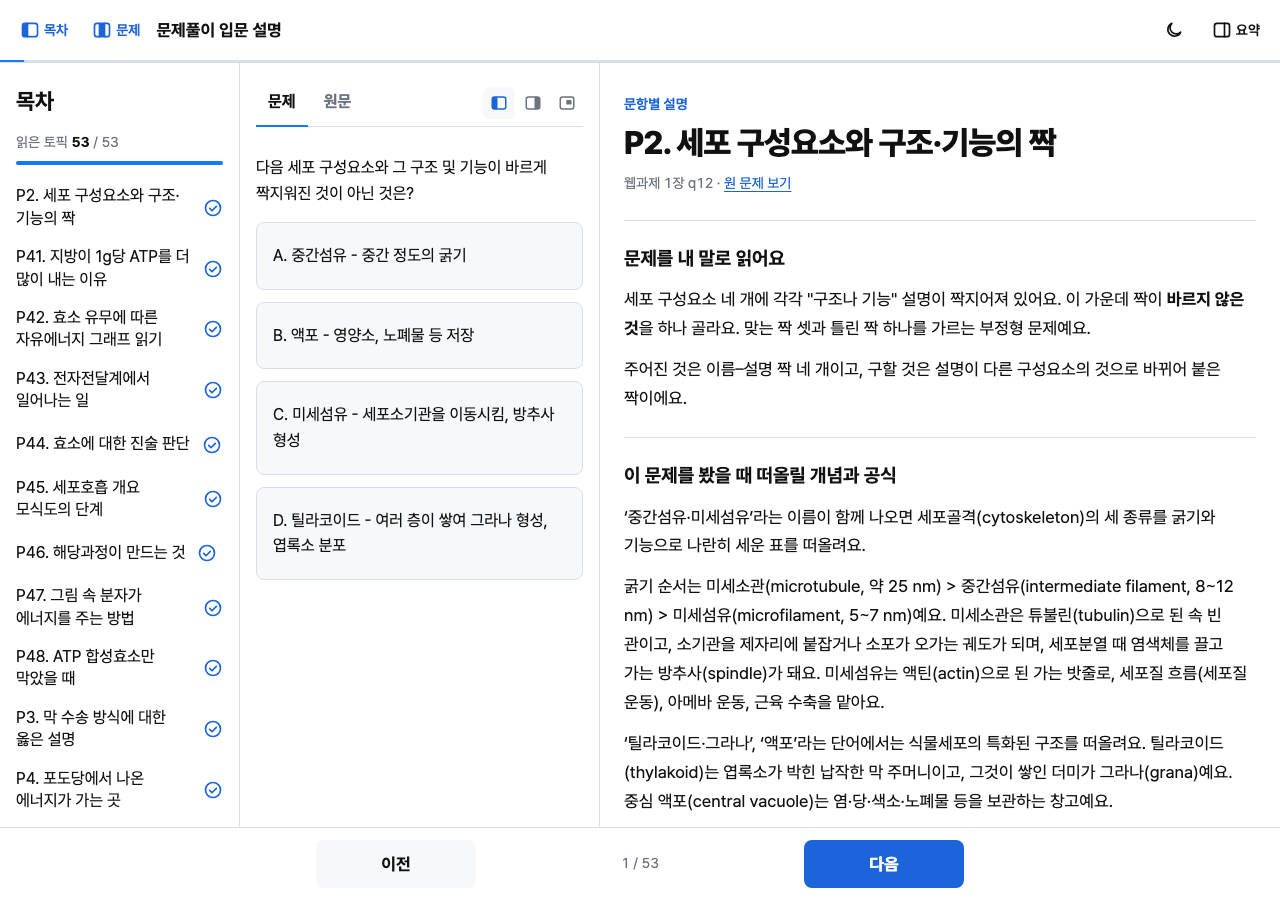 목차
문제
문제풀이 입문 설명
요약
목차
읽은 토픽 53 / 53
P2. 세포 구성요소와 구조·
기능의 짝
P41. 지방이 1g당 ATP를 더
많이 내는 이유
P42. 효소 유무에 따른
자유에너지 그래프 읽기
P43. 전자전달계에서
일어나는 일
P44. 효소에 대한 진술 판단
P45. 세포호흡 개요
모식도의 단계
P46. 해당과정이 만드는 것
P47. 그림 속 분자가
에너지를 주는 방법
P48. ATP 합성효소만
막았을 때
P3. 막 수송 방식에 대한
옳은 설명
P4. 포도당에서 나온
에너지가 가는 곳
문제
원문
다음 세포 구성요소와 그 구조 및 기능이 바르게
짝지워진 것이 아닌 것은?
A. 중간섬유 - 중간 정도의 굵기
B. 액포 - 영양소, 노폐물 등 저장
C. 미세섬유 - 세포소기관을 이동시킴, 방추사
형성
D. 틸라코이드 - 여러 층이 쌓여 그라나 형성,
엽록소 분포
문항별 설명
P2. 세포 구성요소와 구조·기능의 짝
웹과제 1장 q12 · 원 문제 보기
문제를 내 말로 읽어요
세포 구성요소 네 개에 각각 "구조나 기능" 설명이 짝지어져 있어요. 이 가운데 짝이 바르지 않은
것을 하나 골라요. 맞는 짝 셋과 틀린 짝 하나를 가르는 부정형 문제예요.
주어진 것은 이름–설명 짝 네 개이고, 구할 것은 설명이 다른 구성요소의 것으로 바뀌어 붙은
짝이에요.
이 문제를 봤을 때 떠올릴 개념과 공식
‘중간섬유·미세섬유’라는 이름이 함께 나오면 세포골격(cytoskeleton)의 세 종류를 굵기와
기능으로 나란히 세운 표를 떠올려요.
굵기 순서는 미세소관(microtubule, 약 25 nm) > 중간섬유(intermediate filament, 8~12
nm) > 미세섬유(microfilament, 5~7 nm)예요. 미세소관은 튜불린(tubulin)으로 된 속 빈
관이고, 소기관을 제자리에 붙잡거나 소포가 오가는 궤도가 되며, 세포분열 때 염색체를 끌고
가는 방추사(spindle)가 돼요. 미세섬유는 액틴(actin)으로 된 가는 밧줄로, 세포질 흐름(세포질
운동), 아메바 운동, 근육 수축을 맡아요.
‘틸라코이드·그라나’, ‘액포’라는 단어에서는 식물세포의 특화된 구조를 떠올려요. 틸라코이드
(thylakoid)는 엽록소가 박힌 납작한 막 주머니이고, 그것이 쌓인 더미가 그라나(grana)예요.
중심 액포(central vacuole)는 염·당·색소·노폐물 등을 보관하는 창고예요.
이전
1 / 53
다음